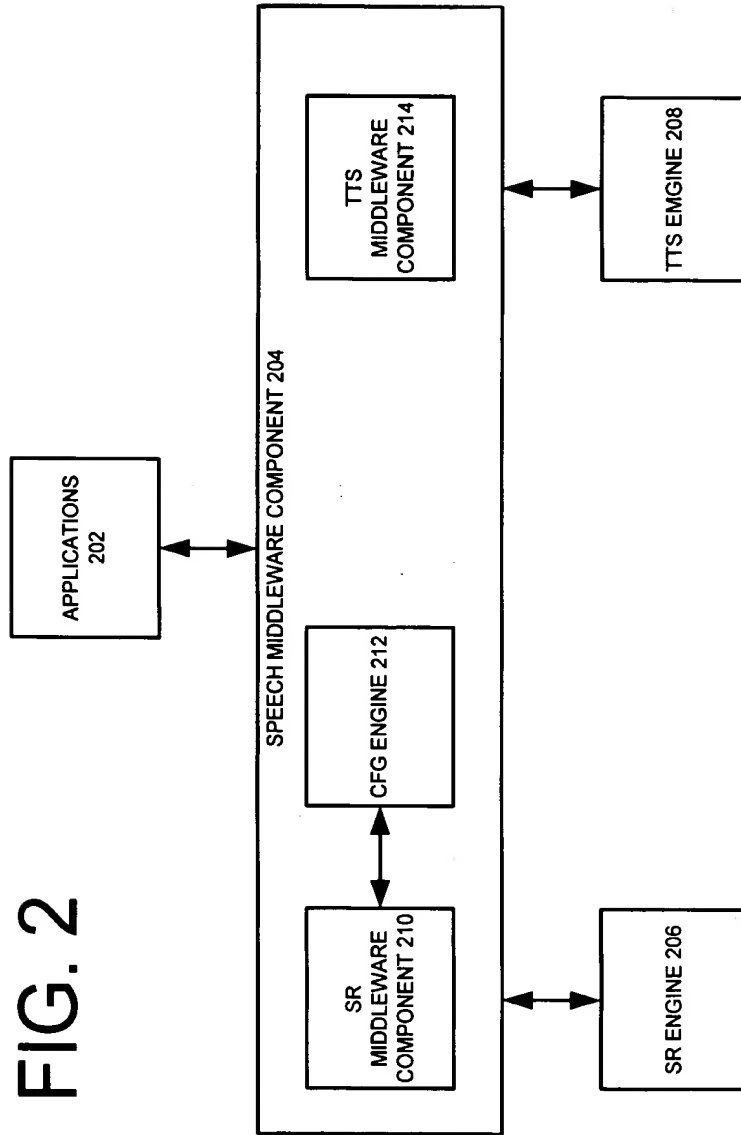 FIG. 2
APPLICATIONS
202
SPEECH MIDDLEWARE COMPONENT 204
SR
MIDDLEWARE
COMPONENT 210
CFG ENGINE 212
TTS
MIDDLEWARE
COMPONENT 214
SR ENGINE 206
TTS EMGINE 208